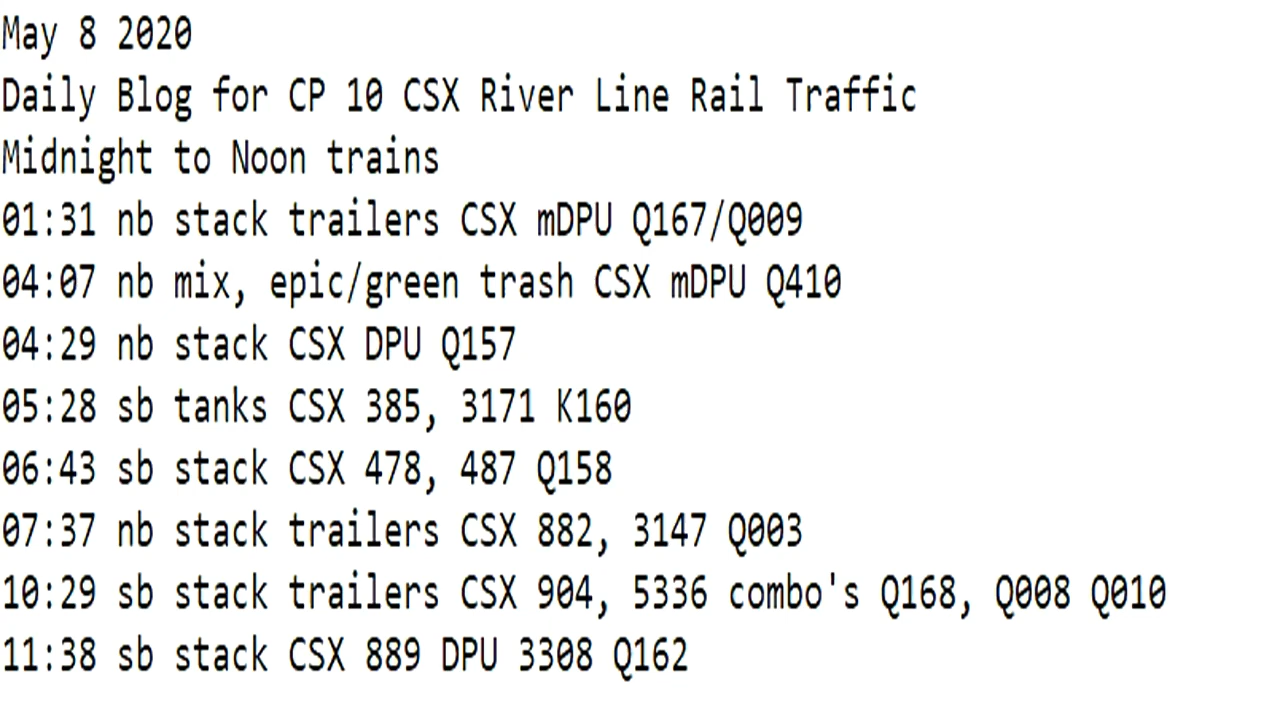 May 8 2020
Daily Blog for CP 10 CSX River Line Rail Traffic
Midnight to Noon trains
01:31 nb stack trailers CSX mDPU Q167/Q009
04:07 nb mix, epic/green trash CSX mDPU Q410
04:29 nb stack CSX DPU Q157
05:28 sb tanks CSX 385, 3171 K160
06:43 sb stack CSX 478, 487 Q158
07:37 nb stack trailers CSX 882, 3147 Q003
10:29 sb stack trailers CSX 904, 5336 combo's Q168, Q008 Q010
11:38 sb stack CSX 889 DPU 3308 Q162